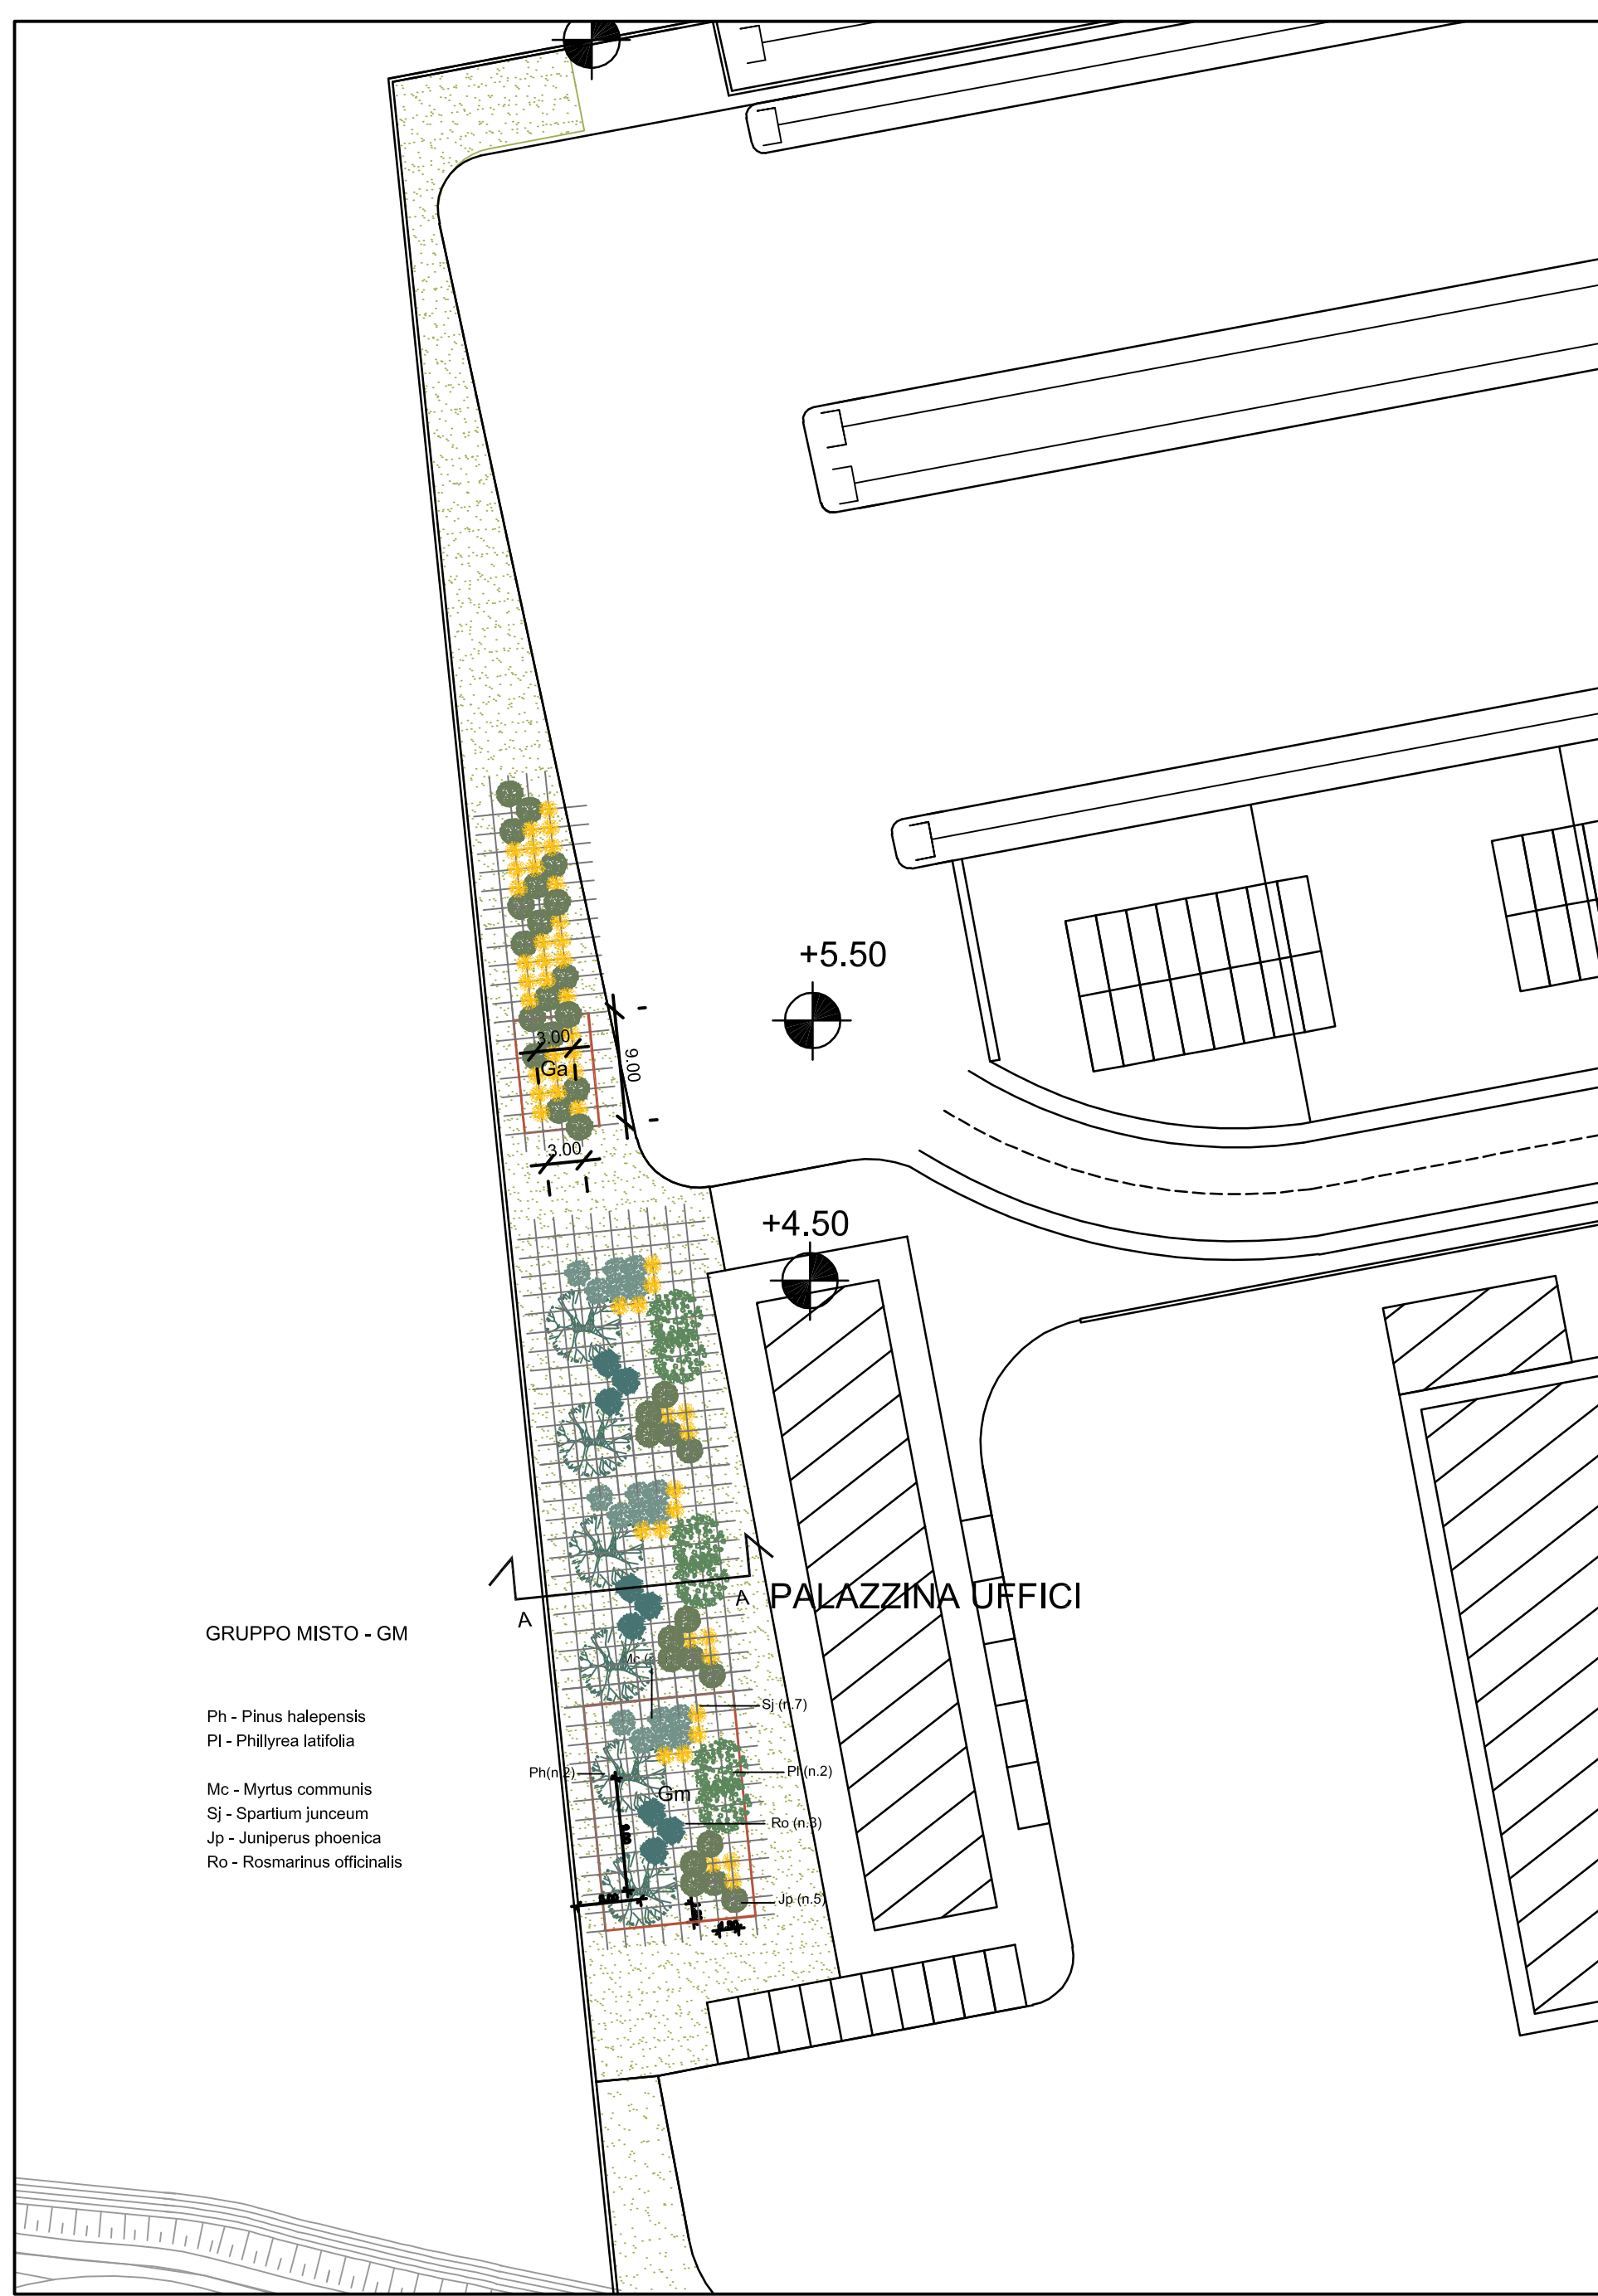 +5.50
3.00
Ga
9.00
3.00
+4.50
A
A
PALAZZINA UFFICI
GRUPPO MISTO - GM
Sj (n.7)
Ph - Pinus halepensis
Pl - Phillyrea latifolia
Ph(n.2)
Pl (n.2)
Mc - Myrtus communis
Gm
Sj - Spartium junceum
Ro (n.3)
Jp - Juniperus phoenica
Ro - Rosmarinus officinalis
Jp (n.5)